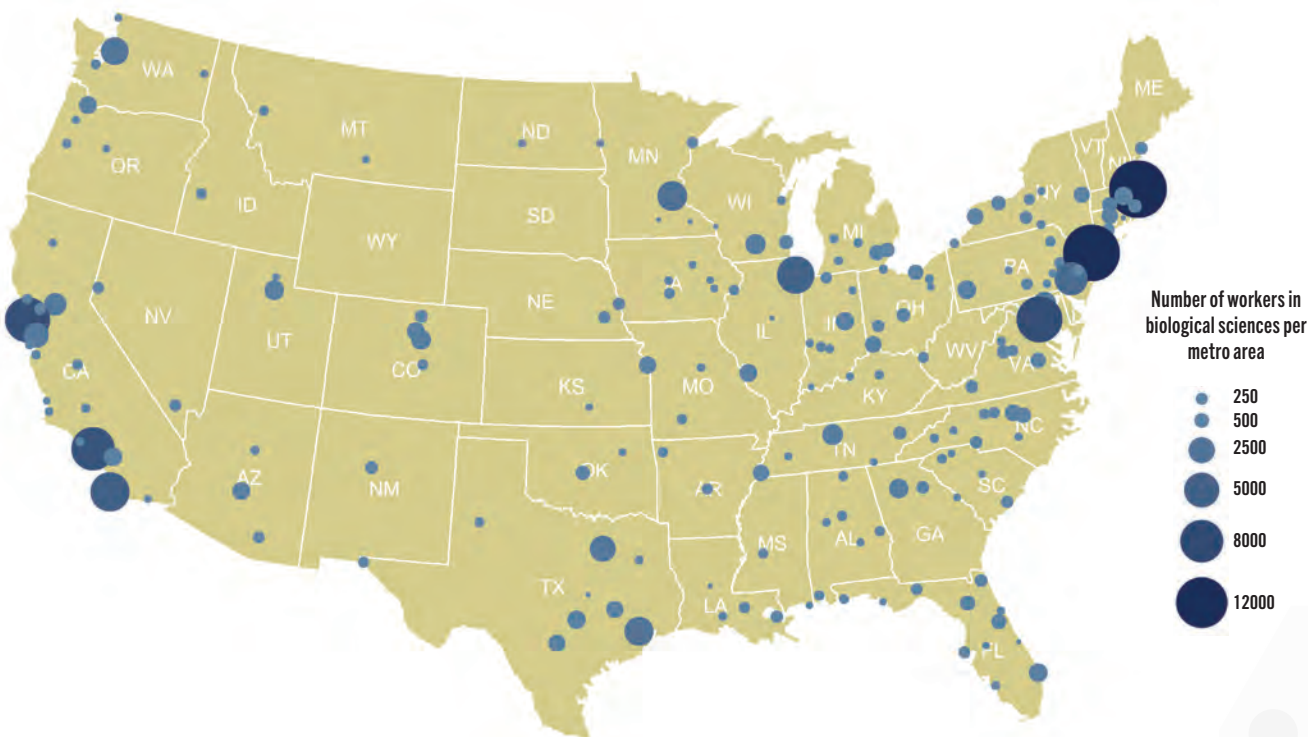 WA
MT
ND
MN
ME
VT
NH
OR
ID
SD
WI
NY
WY
MI
IA
PA
NE
NV
IL
IN
OH
UT
CO
CA
KS
MO
WV
VA
KY
NC
TN
AZ
NM
OK
AR
SC
MS
AL
GA
TX
LA
FL
Number of workers in
biological sciences per
metro area
250
500
2500
5000
8000
12000